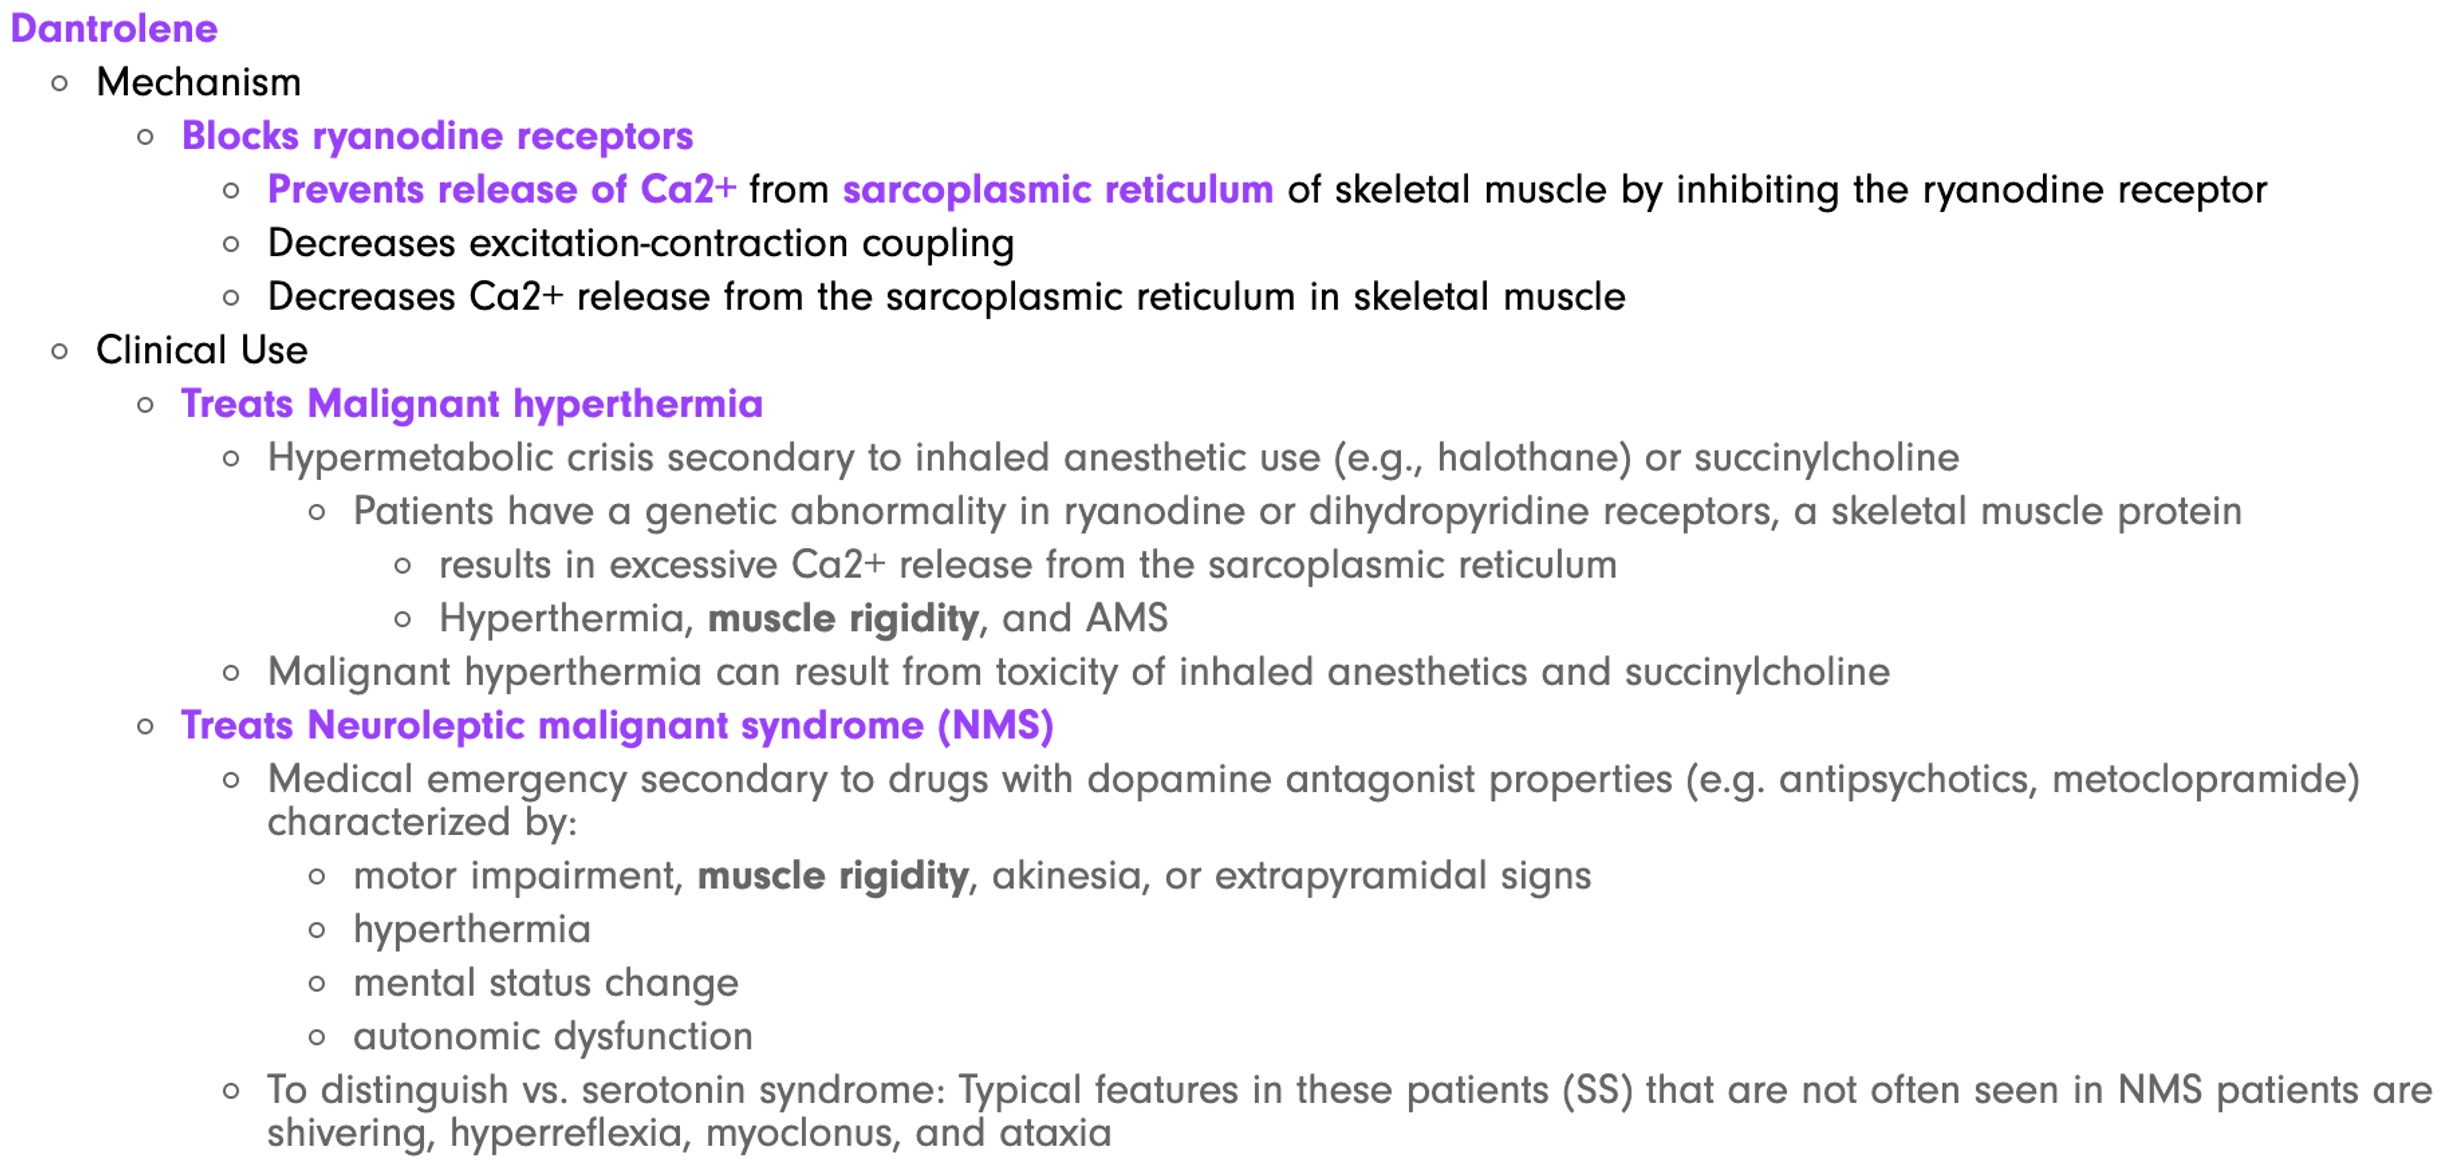 Dantrolene
Mechanism
Blocks ryanodine receptors
Prevents release of Ca2+ from sarcoplasmic reticulum of skeletal muscle by inhibiting the ryanodine receptor
Decreases excitation-contraction coupling
Decreases Ca2+ release from the sarcoplasmic reticulum in skeletal muscle
Clinical Use
Treats Malignant hyperthermia
Hypermetabolic crisis secondary to inhaled anesthetic use (e.g., halothane) or succinylcholine
Patients have a genetic abnormality in ryanodine or dihydropyridine receptors, a skeletal muscle protein
results in excessive Ca2+ release from the sarcoplasmic reticulum
Hyperthermia, muscle rigidity, and AMS
Malignant hyperthermia can result from toxicity of inhaled anesthetics and succinylcholine
Treats Neuroleptic malignant syndrome (NMS)
Medical emergency secondary to drugs with dopamine antagonist properties (e.g. antipsychotics, metoclopramide)
characterized by:
motor impairment, muscle rigidity, akinesia, or extrapyramidal signs
hyperthermia
mental status change
autonomic dysfunction
To distinguish vs. serotonin syndrome: Typical features in these patients (SS) that are not often seen in NMS patients are
shivering, hyperreflexia, myoclonus, and ataxia